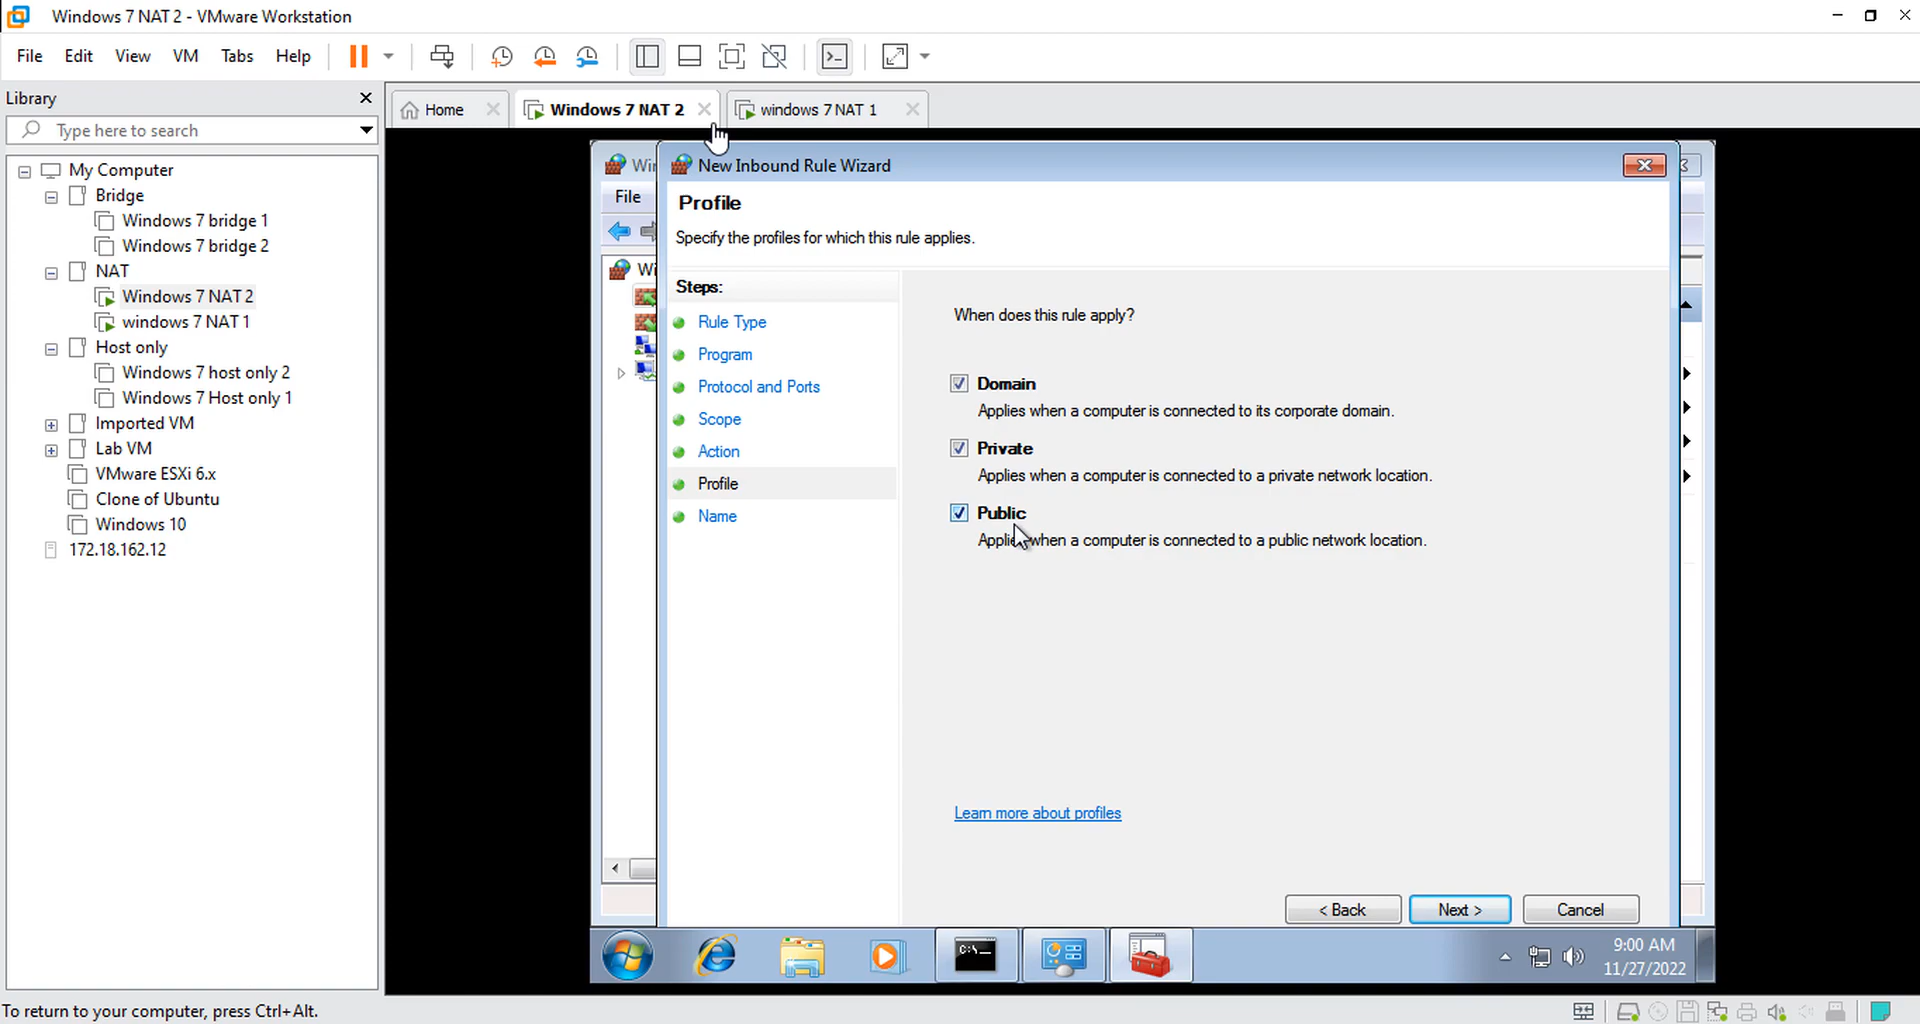 Windows 7 NAT 2 - VMware Workstation
File Edit View VM Tabs Help
Library
Type here to search
My Computer
Bridge
Windows 7 bridge 1
Windows 7 bridge 2
NAT
Windows 7 NAT 2
windows 7 NAT 1
Host only
Windows 7 host only 2
Windows 7 Host only 1
Imported VM
Lab VM
VMware ESXi 6.x
Clone of Ubuntu
Windows 10
172.18.162.12
Home Windows 7 NAT 2 windows 7 NAT 1
New Inbound Rule Wizard
File
Profile
Specify the profiles for which this rule applies.
Steps:
Rule Type
Program
Protocol and Ports
Scope
Action
Profile
Name
When does this rule apply?
Domain
Applies when a computer is connected to its corporate domain.
Private
Applies when a computer is connected to a private network location.
Public
Applies when a computer is connected to a public network location.
Learn more about profiles
< Back Next > Cancel
C:\_
9:00 AM
11/27/2022
To return to your computer, press Ctrl+Alt.